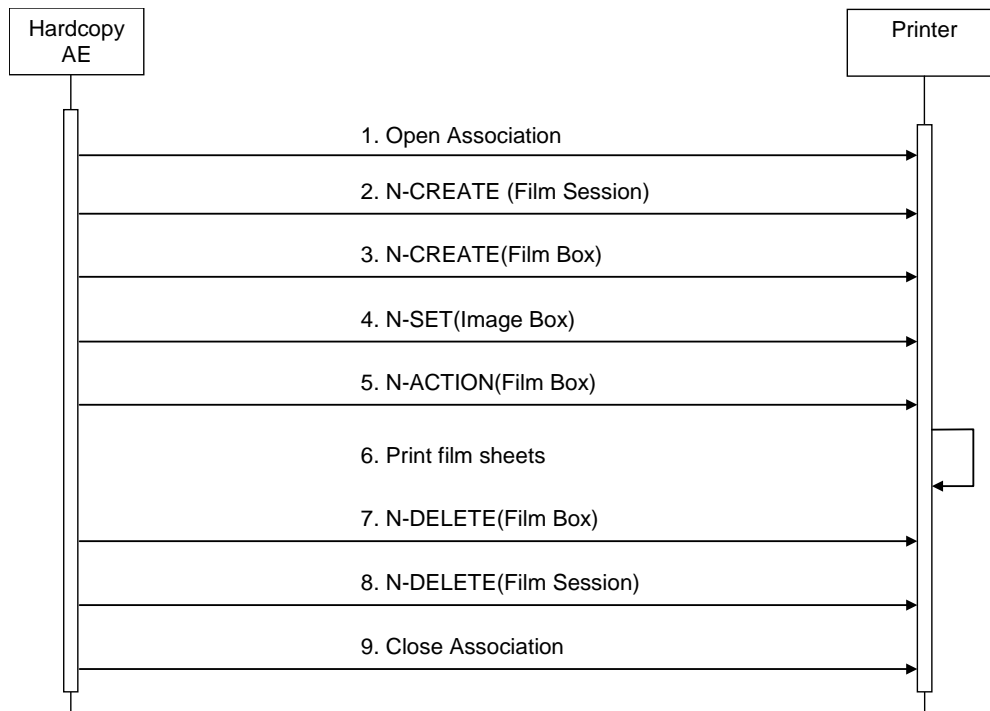 Hardcopy
AE
Printer
1. Open Association
2. N-CREATE (Film Session)
3. N-CREATE(Film Box)
4. N-SET(Image Box)
5. N-ACTION(Film Box)
6. Print film sheets
7. N-DELETE(Film Box)
8. N-DELETE(Film Session)
9. Close Association